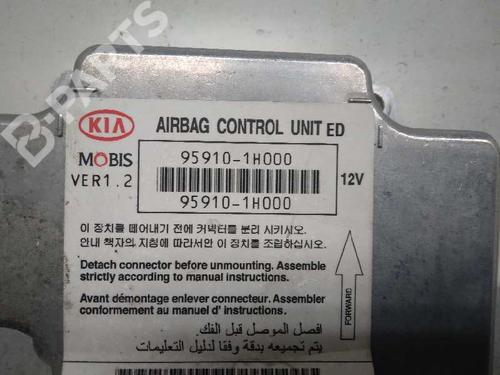 B-PARTS
KIA AIRBAG CONTROL UNIT ED
MOBIS 95910-1H000
VER1.2 12V
95910-1H000
이 장치를 떼어내기 전에 커넥터를 분리 시키시오.
안내 책자의 지침에 따라서만 이 장치를 조립하십시오.
Detach connector before unmounting. Assemble
strictly according to manual instructions.
Avant démontage enlever connecteur. Assembler
conformement au manuel d' instructions.
افصل الموصل قبل الفك.
يتم تجميعه بدقة وفقا لدليل التعليمات
FORWARD